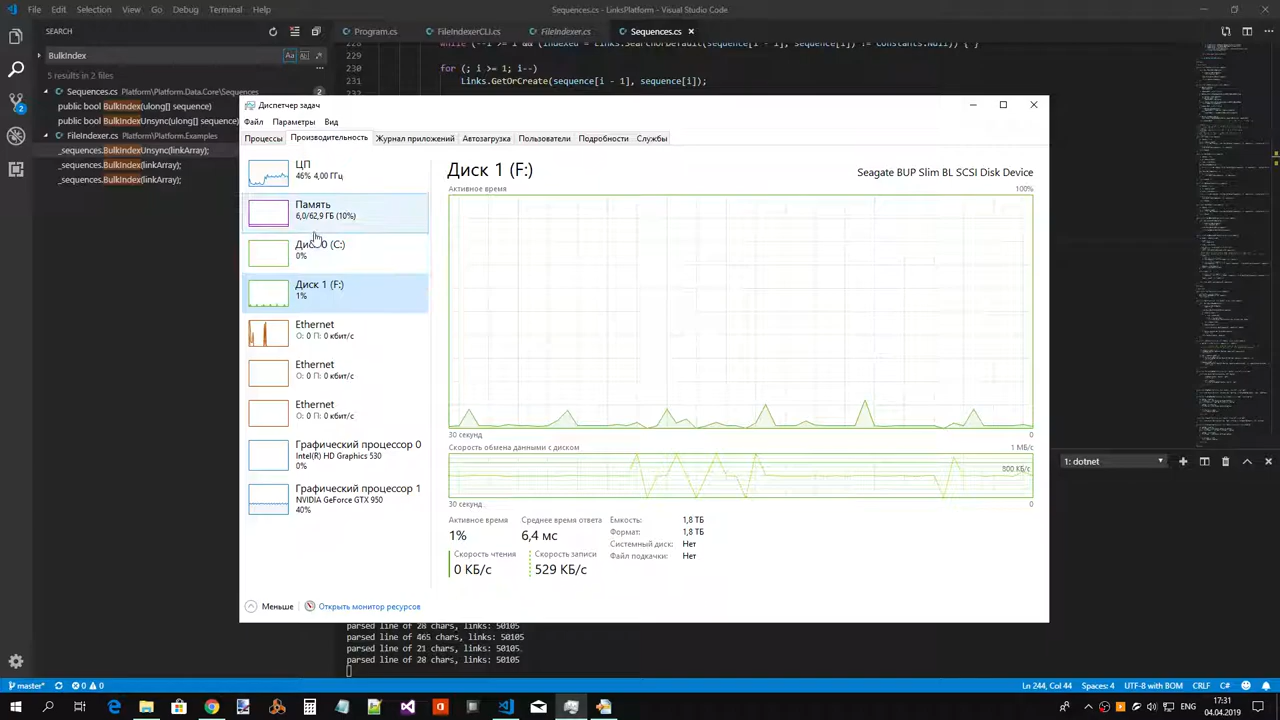 File Edit Selection View Go Debug Terminal Help
Sequences.cs - LinksPlatform - Visual Studio Code
SEARCH
BulkIndex
Aa
5 results in 2 files
Sequences.cs Platform\Platform.Data.Core\Sequences 2
public bool BulkIndex(ulong[] sequence)
public bool BulkIndexUnsync(ulong[] sequence)
FileIndexer.cs Platform\Platform.Examples
_sequences.BulkIndexUnsync(linkArray);
_sequences.BulkIndex(linkArray);
_sequences.BulkIndex(linkArray);
Program.cs FileIndexerCLI.cs FileIndexer.cs Sequences.cs
229
230 for (; i >= 1; i--)
231 Links.GetOrCreate(sequence[i - 1], sequence[i]);
232
Диспетчер задач
Файл Параметры Вид
Процессы Производительность Журнал приложений Автозагрузка Пользователи Подробности Службы
ЦП
46% 4,00 ГГц
Память
6,0/62,9 ГБ (10%)
Диск 0 (C:)
0%
Диск 1 (F:)
1%
Ethernet
О: 0 П: 0 кбит/с
Ethernet
О: 0 П: 0 кбит/с
Ethernet
О: 0 П: 0 кбит/с
Графический процессор 0
Intel(R) HD Graphics 530
0%
Графический процессор 1
NVIDIA GeForce GTX 950
40%
Диск 1 (F:)
Seagate BUP Slim BL SCSI Disk Device
Активное время 100%
30 секунд 0
Скорость обмена данными с диском 1 МБ/с
800 КБ/с
30 секунд 0
Активное время
1%
Среднее время ответа
6,4 мс
Скорость чтения
0 КБ/с
Скорость записи
529 КБ/с
Емкость: 1,8 ТБ
Формат: 1,8 ТБ
Системный диск: Нет
Файл подкачки: Нет
Меньше Открыть монитор ресурсов
1: dotnet
parsed line of 28 chars, links: 50105
parsed line of 465 chars, links: 50105
parsed line of 21 chars, links: 50105.
parsed line of 20 chars, links: 50105
master* 0 0 Ln 244, Col 44 Spaces: 4 UTF-8 with BOM CRLF C#
17:31
04.04.2019